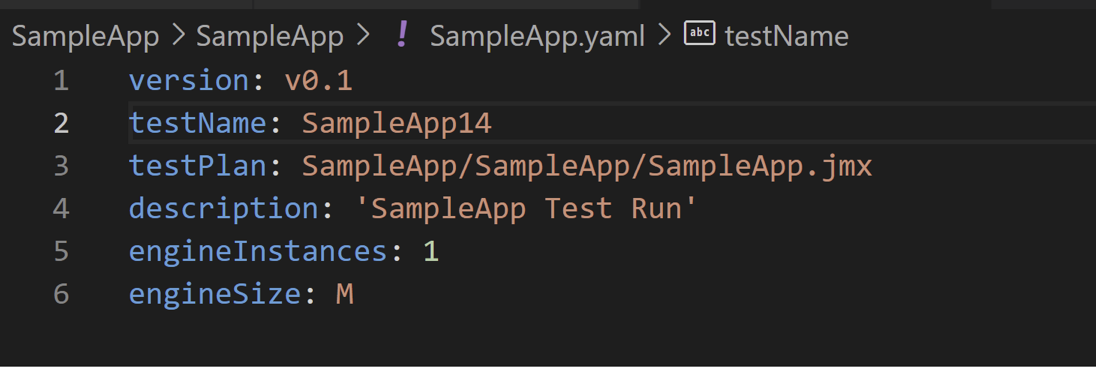 SampleApp > SampleApp > ! SampleApp.yaml > abc testName
1 version: v0.1
2 testName: SampleApp14
3 testPlan: SampleApp/SampleApp/SampleApp.jmx
4 description: 'SampleApp Test Run'
5 engineInstances: 1
6 engineSize: M